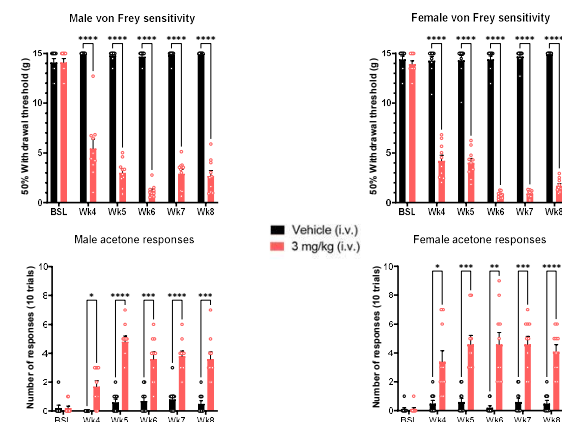 Male von Frey sensitivity
50% Withdrawal threshold (g)
15
10
5
0
**** **** **** **** ****
BSL Wk4 Wk5 Wk6 Wk7 Wk8
Female von Frey sensitivity
50% Withdrawal threshold (g)
15
10
5
0
**** **** **** **** ****
BSL Wk4 Wk5 Wk6 Wk7 Wk8
Vehicle (i.v.)
3 mg/kg (i.v.)
Male acetone responses
Number of responses (10 trials)
10
8
6
4
2
0
* **** *** **** ***
BSL Wk4 Wk5 Wk6 Wk7 Wk8
Female acetone responses
Number of responses (10 trials)
10
8
6
4
2
0
* *** ** *** ****
BSL Wk4 Wk5 Wk6 Wk7 Wk8